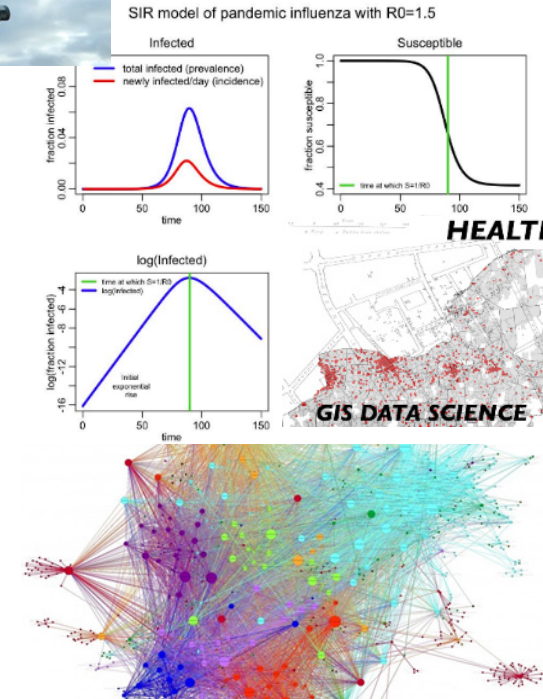 SIR model of pandemic influenza with R0=1.5
Infected
total infected (prevalence)
newly infected/day (incidence)
fraction infected
0.08
0.04
0.00
0
50
100
150
time
Susceptible
fraction susceptible
1.0
0.8
0.6
0.4
time at which S=1/R0
0
50
100
150
time
log(Infected)
time at which S=1/R0
log(infected)
log(fraction infected)
-4
-6
-8
-12
-16
Initial
exponential
rise
0
50
100
150
time
HEALT
GIS DATA SCIENCE